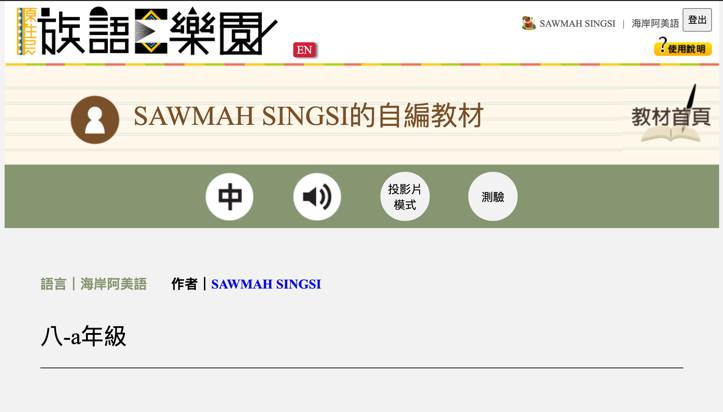 原住民
族語E樂園
EN
SAWMAH SINGSI | 海岸阿美語 登出
?使用說明
SAWMAH SINGSI的自編教材
教材首頁
中
投影片
模式
測驗
語言｜海岸阿美語 作者｜SAWMAH SINGSI
八-a年級